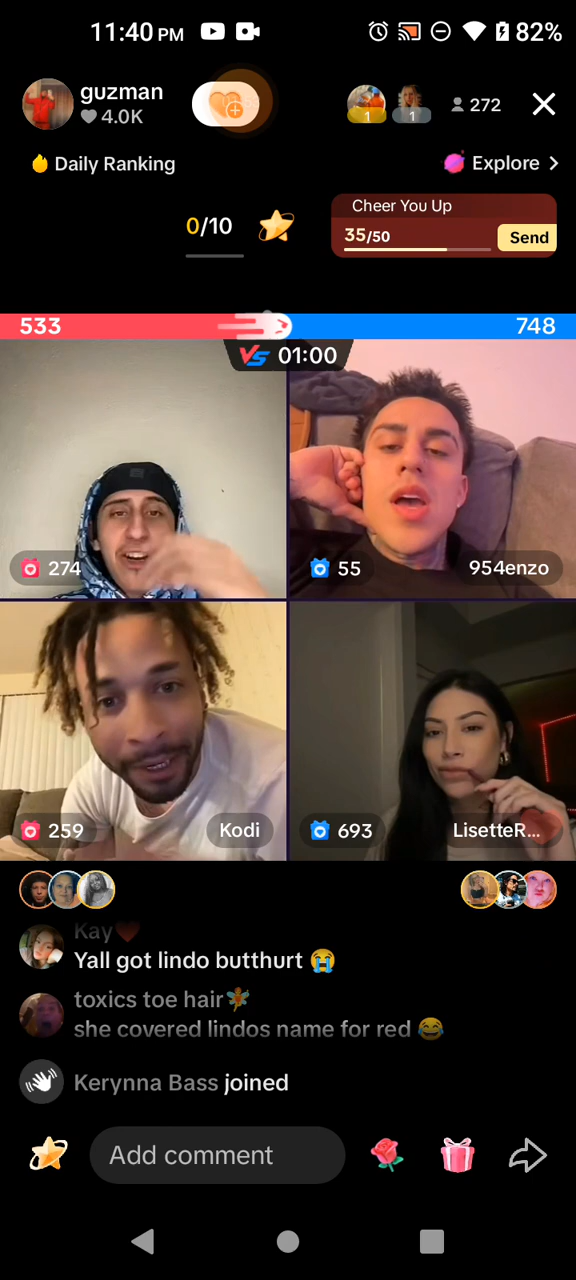 11:40 PM
82%
guzman
4.0K
1
1
272
Daily Ranking
Explore >
0/10
Cheer You Up
35/50
Send
533
748
VS 01:00
274
55
954enzo
259
Kodi
693
LisetteR...
Kay❤️
Yall got lindo butthurt 😭
toxics toe hair🧚
she covered lindos name for red 😂
Kerynna Bass joined
Add comment